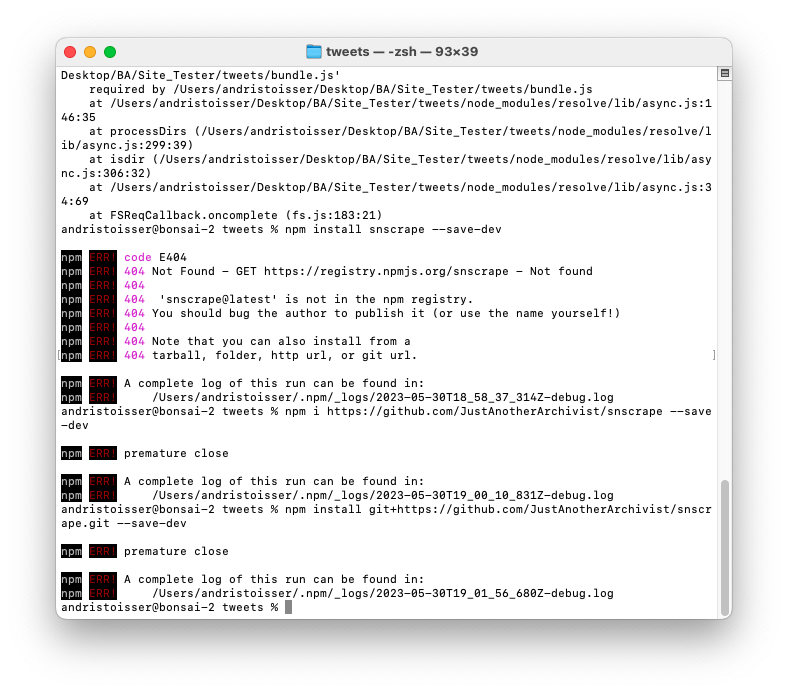 tweets — -zsh — 93×39
Desktop/BA/Site_Tester/tweets/bundle.js'
    required by /Users/andristoisser/Desktop/BA/Site_Tester/tweets/bundle.js
    at /Users/andristoisser/Desktop/BA/Site_Tester/tweets/node_modules/resolve/lib/async.js:1
46:35
    at processDirs (/Users/andristoisser/Desktop/BA/Site_Tester/tweets/node_modules/resolve/l
ib/async.js:299:39)
    at isdir (/Users/andristoisser/Desktop/BA/Site_Tester/tweets/node_modules/resolve/lib/asy
nc.js:306:32)
    at /Users/andristoisser/Desktop/BA/Site_Tester/tweets/node_modules/resolve/lib/async.js:3
4:69
    at FSReqCallback.oncomplete (fs.js:183:21)
andristoisser@bonsai-2 tweets % npm install snscrape --save-dev
npm ERR! code E404
npm ERR! 404 Not Found - GET https://registry.npmjs.org/snscrape - Not found
npm ERR! 404
npm ERR! 404  'snscrape@latest' is not in the npm registry.
npm ERR! 404 You should bug the author to publish it (or use the name yourself!)
npm ERR! 404
npm ERR! 404 Note that you can also install from a
[npm ERR! 404 tarball, folder, http url, or git url. ]
npm ERR! A complete log of this run can be found in:
npm ERR!     /Users/andristoisser/.npm/_logs/2023-05-30T18_58_37_314Z-debug.log
andristoisser@bonsai-2 tweets % npm i https://github.com/JustAnotherArchivist/snscrape --save
-dev
npm ERR! premature close
npm ERR! A complete log of this run can be found in:
npm ERR!     /Users/andristoisser/.npm/_logs/2023-05-30T19_00_10_831Z-debug.log
andristoisser@bonsai-2 tweets % npm install git+https://github.com/JustAnotherArchivist/snscr
ape.git --save-dev
npm ERR! premature close
npm ERR! A complete log of this run can be found in:
npm ERR!     /Users/andristoisser/.npm/_logs/2023-05-30T19_01_56_680Z-debug.log
andristoisser@bonsai-2 tweets %